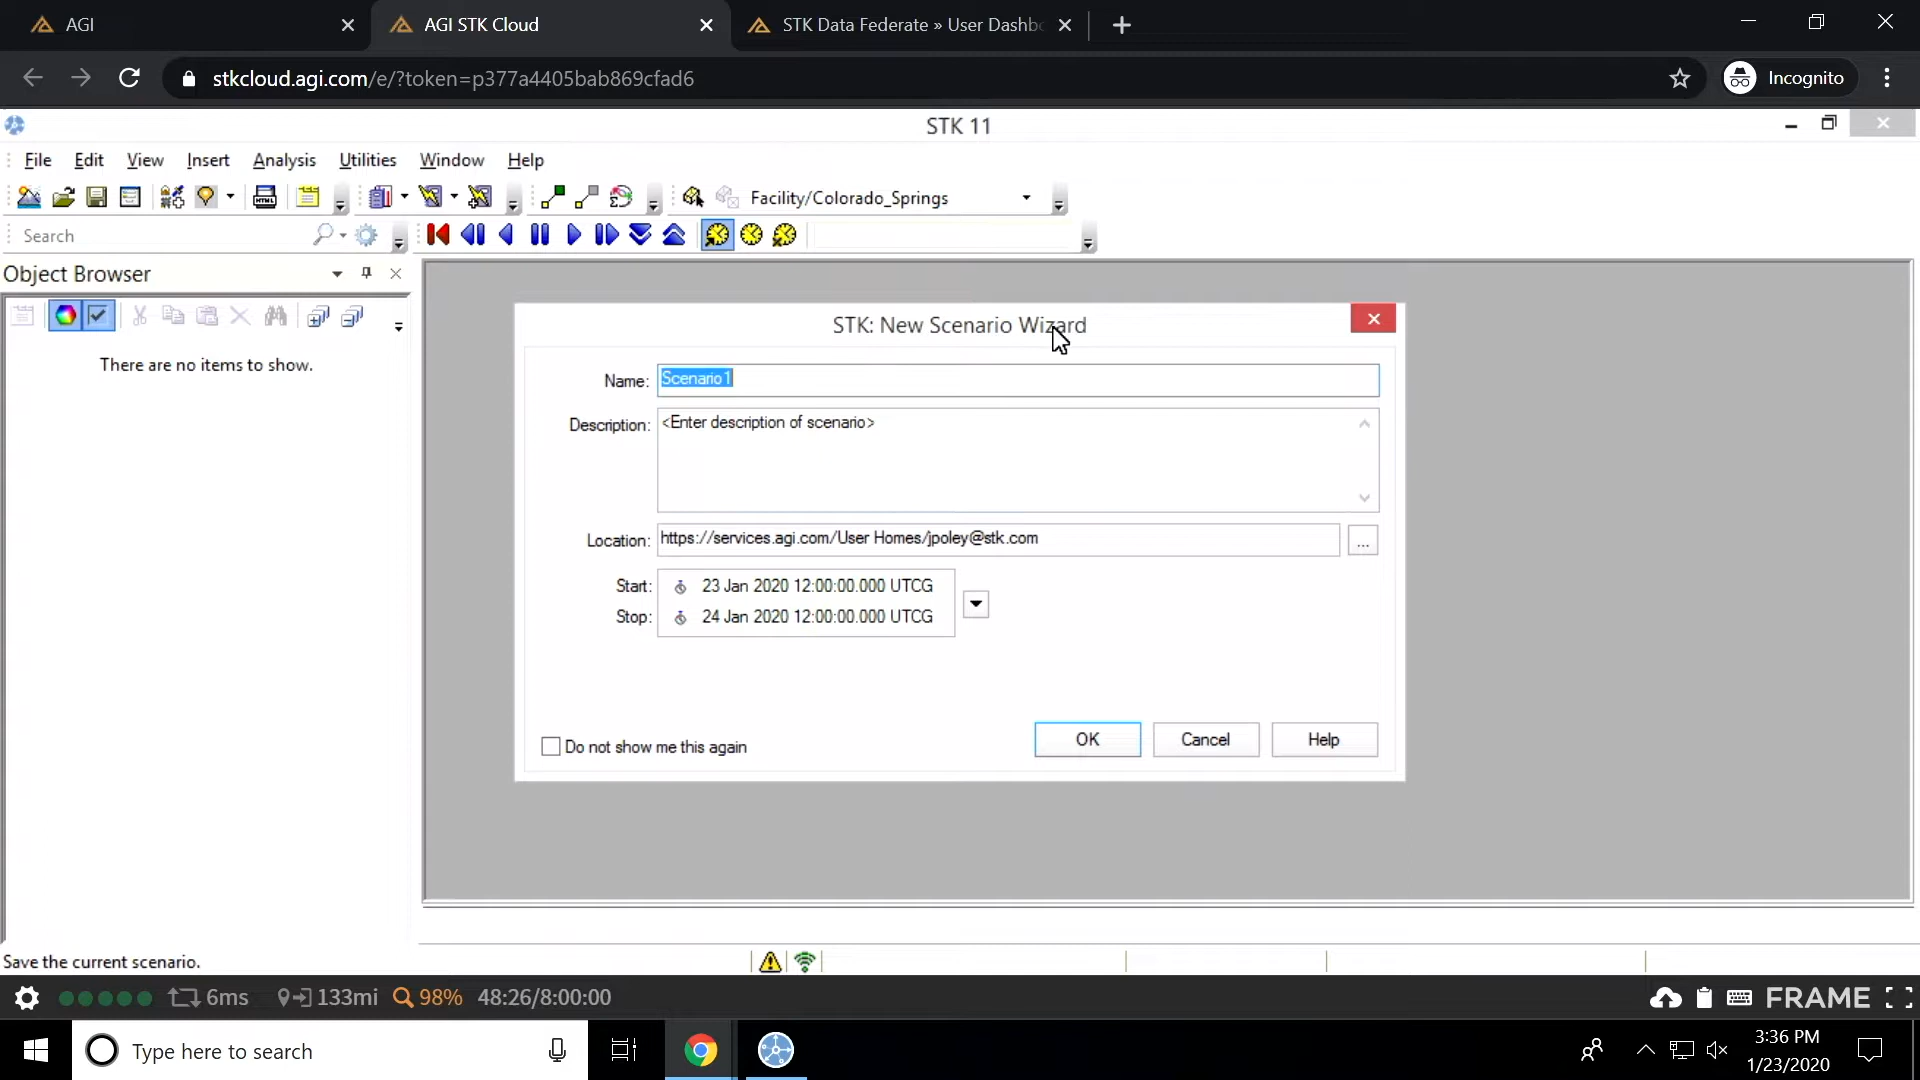 AGI
AGI STK Cloud
STK Data Federate » User Dashb
stkcloud.agi.com/e/?token=p377a4405bab869cfad6
Incognito
STK 11
File Edit View Insert Analysis Utilities Window Help
HTML
Facility/Colorado_Springs
Search
Object Browser
There are no items to show.
STK: New Scenario Wizard
Name: Scenario1
Description: <Enter description of scenario>
Location: https://services.agi.com/User Homes/jpoley@stk.com
...
Start: 23 Jan 2020 12:00:00.000 UTCG
Stop: 24 Jan 2020 12:00:00.000 UTCG
Do not show me this again
OK Cancel Help
Save the current scenario.
6ms 133mi 98% 48:26/8:00:00
FRAME
Type here to search
3:36 PM
1/23/2020